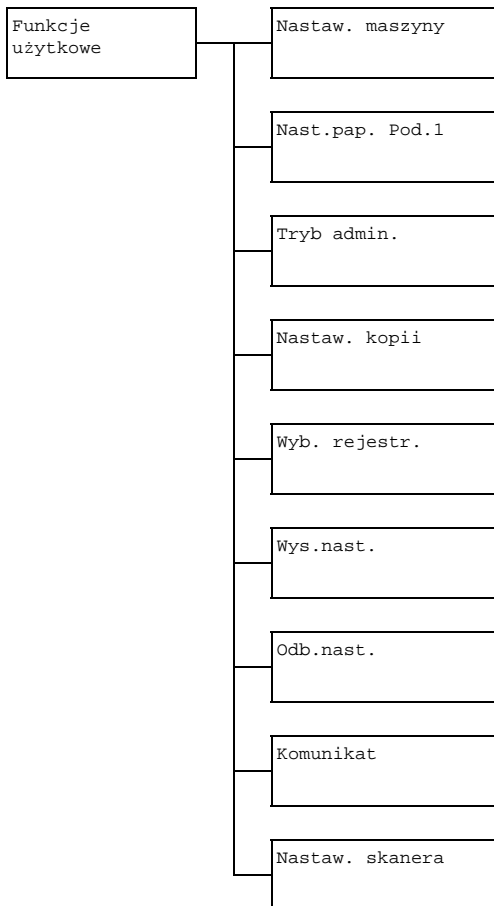 Funkcje
użytkowe
Nastaw. maszyny
Nast.pap. Pod.1
Tryb admin.
Nastaw. kopii
Wyb. rejestr.
Wys.nast.
Odb.nast.
Komunikat
Nastaw. skanera